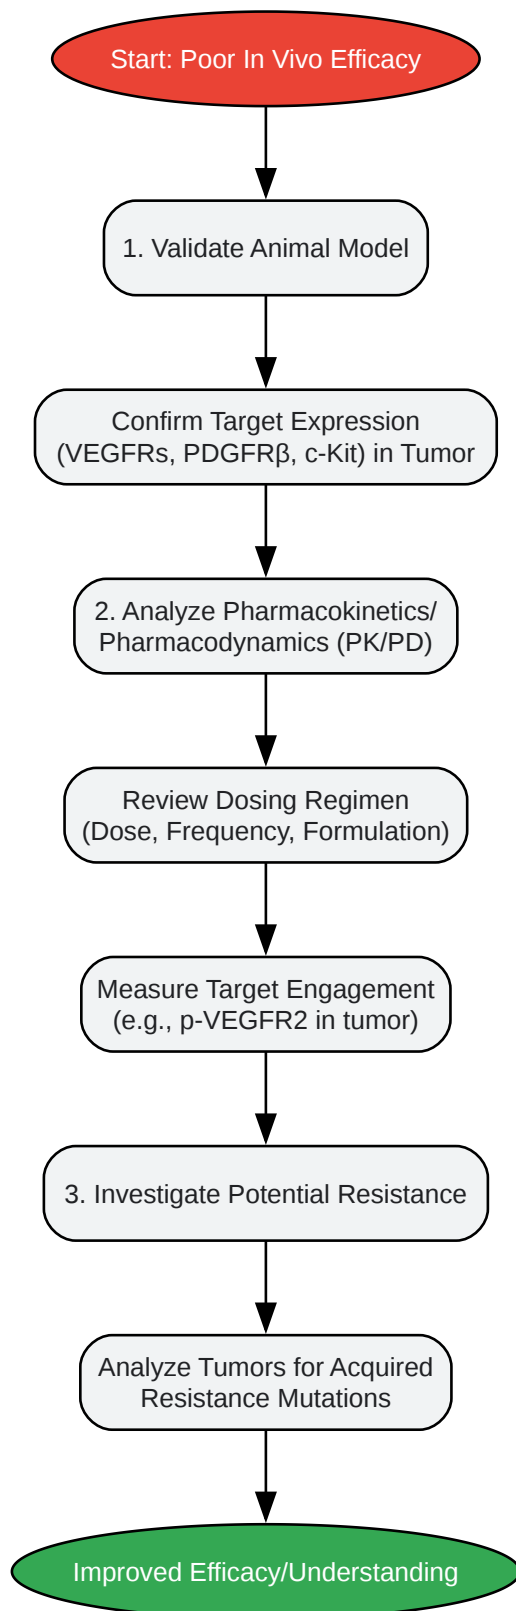 Start: Poor In Vivo Efficacy
1. Validate Animal Model
Confirm Target Expression
(VEGFRs, PDGFRβ, c-Kit) in Tumor
2. Analyze Pharmacokinetics/
Pharmacodynamics (PK/PD)
Review Dosing Regimen
(Dose, Frequency, Formulation)
Measure Target Engagement
(e.g., p-VEGFR2 in tumor)
3. Investigate Potential Resistance
Analyze Tumors for Acquired
Resistance Mutations
Improved Efficacy/Understanding